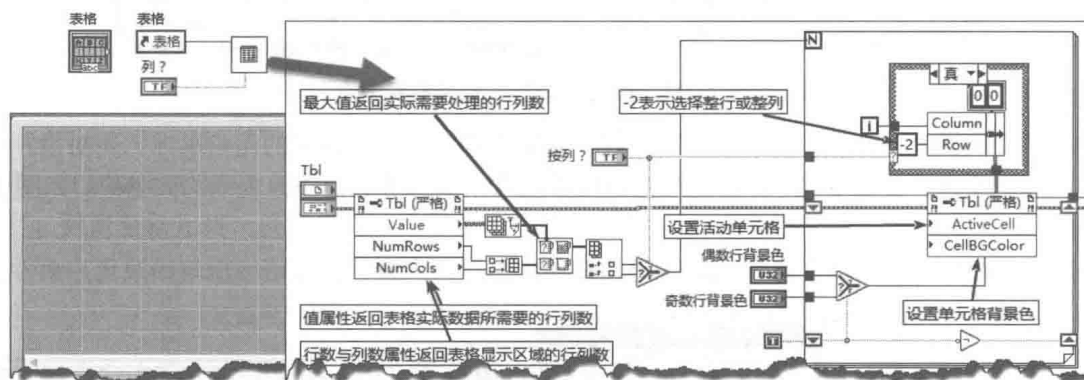 表格
表格
表格
列？
TF
最大值返回实际需要处理的行列数
-2表示选择整行或整列
N
真
0 0
i
Column
-2
Row
按列？
TF
Tbl
Tbl (严格)
Value
NumRows
NumCols
Tbl (严格)
ActiveCell
CellBGColor
设置活动单元格
偶数行背景色
U32
奇数行背景色
U32
设置单元格背景色
值属性返回表格实际数据所需要的行列数
行数与列数属性返回表格显示区域的行列数
T